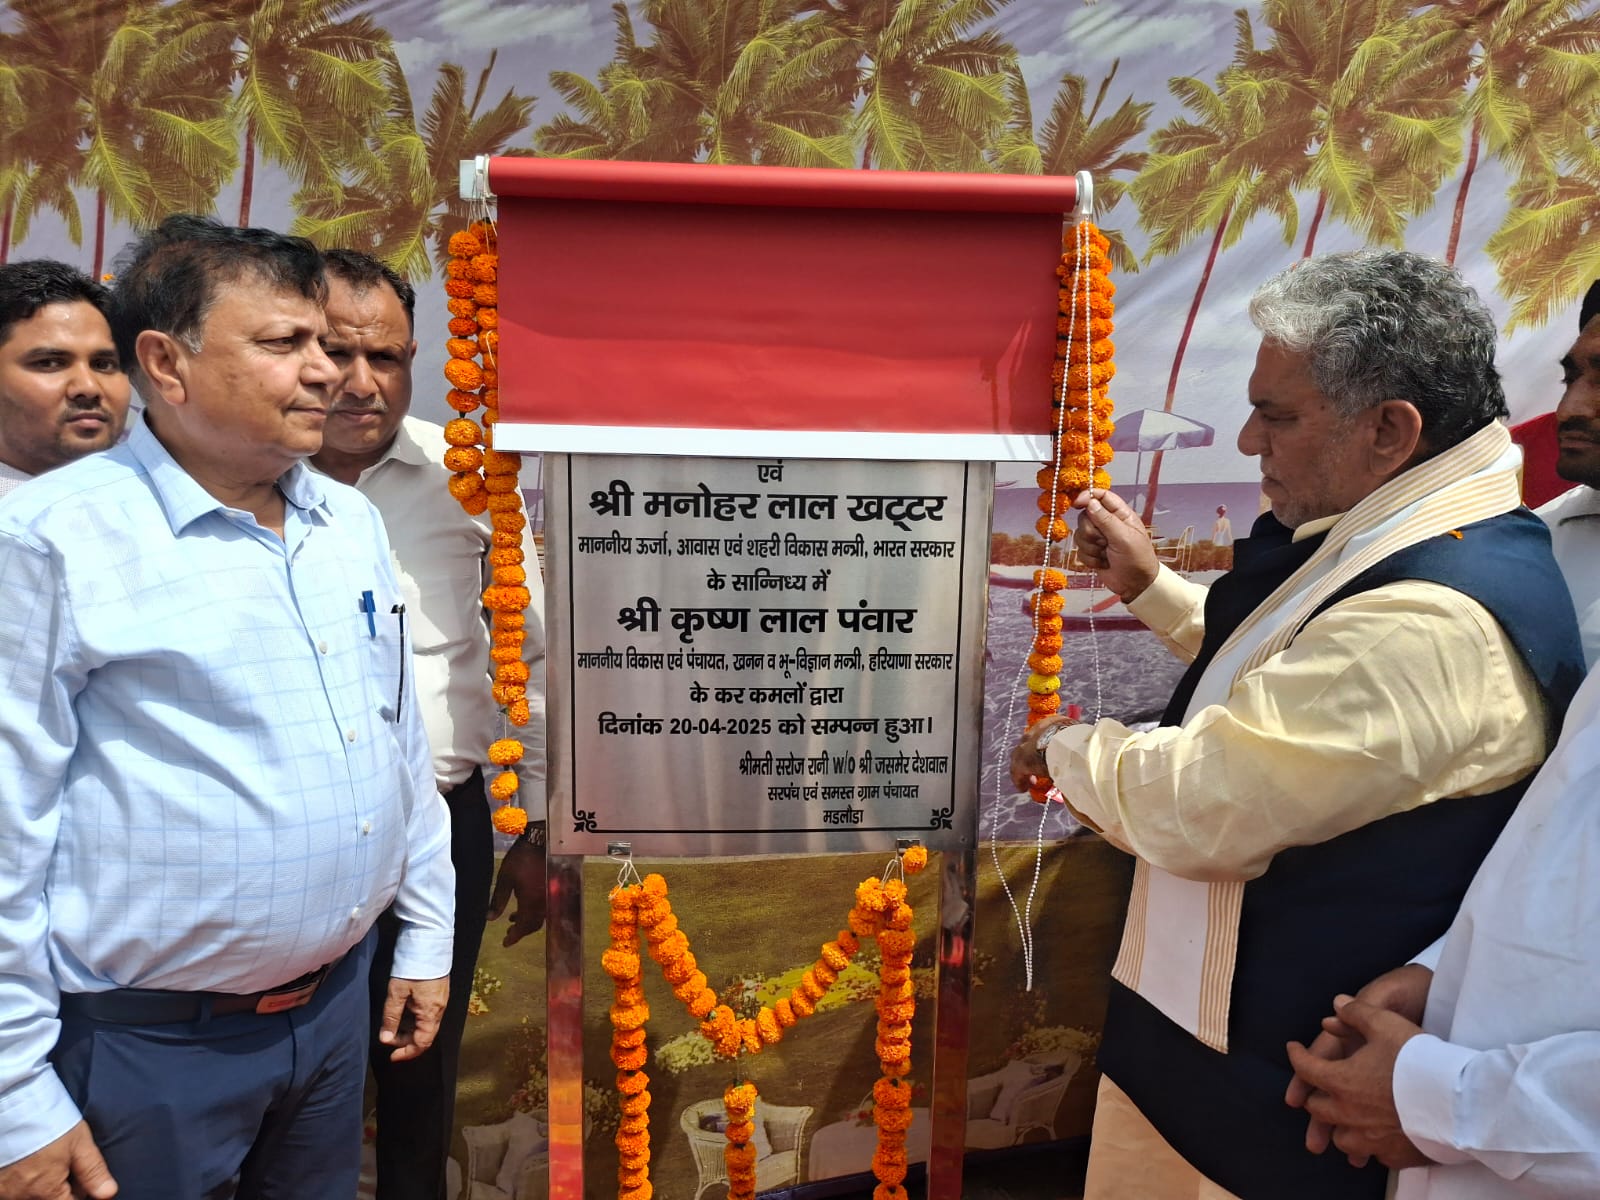 एवं
श्री मनोहर लाल खट्टर
माननीय ऊर्जा, आवास एवं शहरी विकास मन्त्री, भारत सरकार
के सान्निध्य में
श्री कृष्ण लाल पंवार
माननीय विकास एवं पंचायत, खनन व भू-विज्ञान मन्त्री, हरियाणा सरकार
के कर कमलों द्वारा
दिनांक 20-04-2025 को सम्पन्न हुआ।
श्रीमती सरोज रानी W/O श्री जसमेर देशवाल
सरपंच एवं समस्त ग्राम पंचायत
मडलौडा